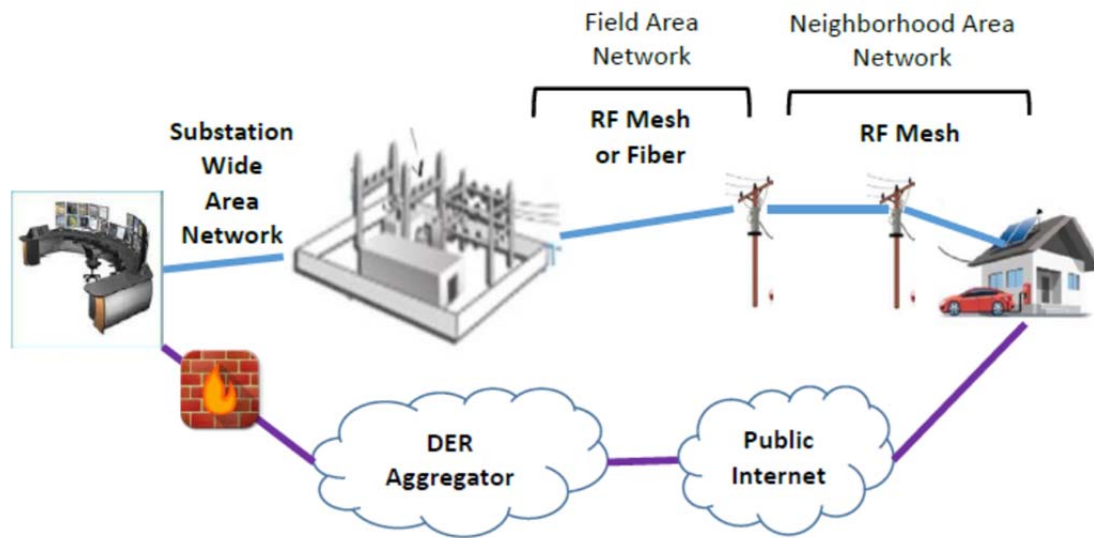 Field Area
Network
Neighborhood Area
Network
RF Mesh
or Fiber
RF Mesh
Substation
Wide
Area
Network
DER
Aggregator
Public
Internet